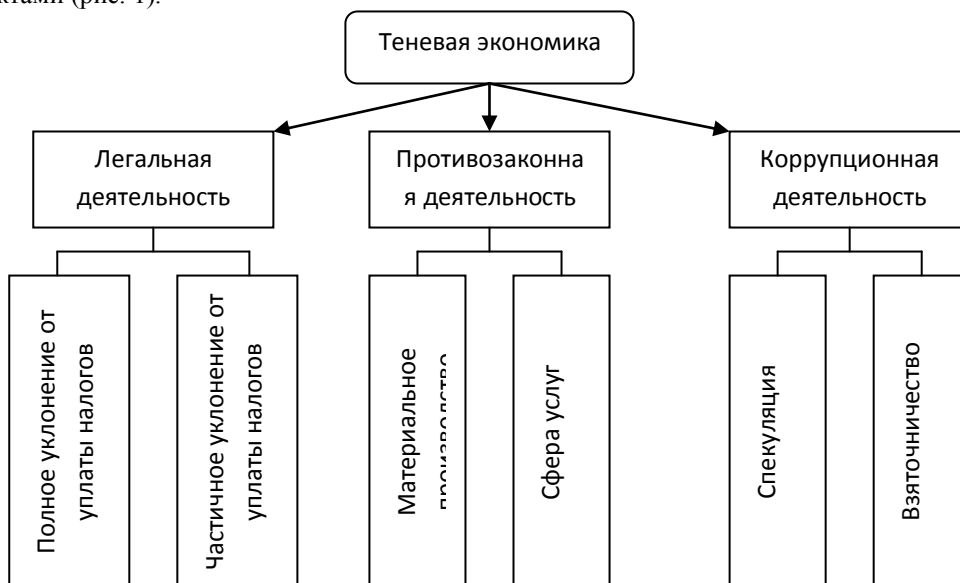 ктами (рис. 1).
Теневая экономика
Легальная
деятельность
Противозаконна
я деятельность
Коррупционная
деятельность
Полное уклонение от
уплаты налогов
Частичное уклонение от
уплаты налогов
Материальное
производство
Сфера услуг
Спекуляция
Взяточничество